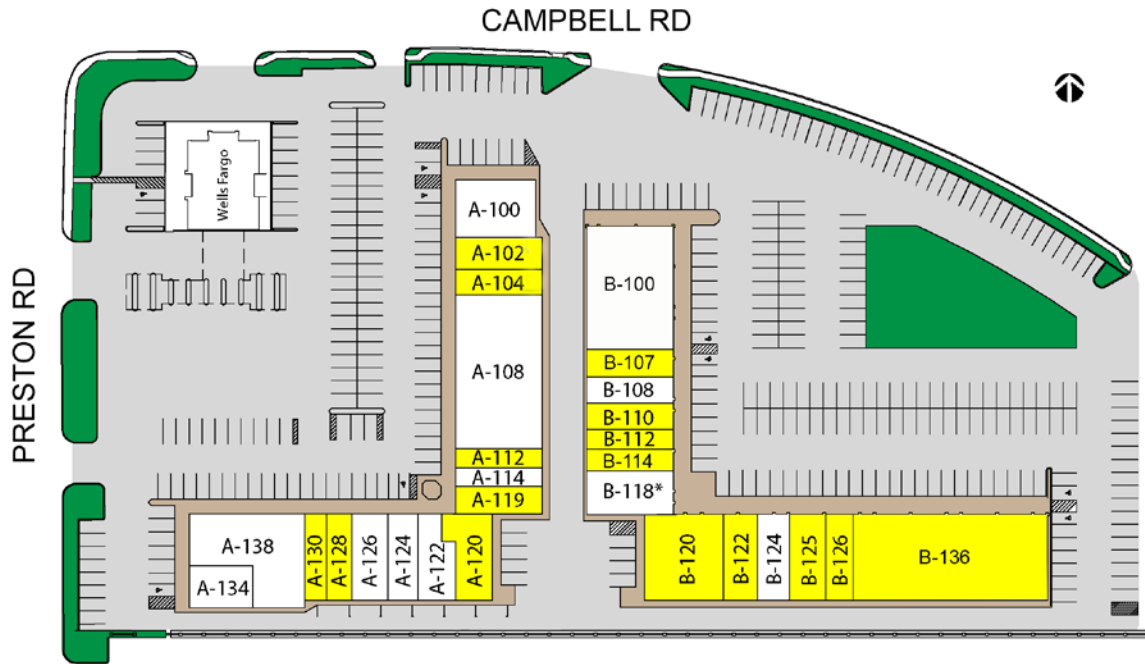 CAMPBELL RD
PRESTON RD
Wells Fargo
A-100
A-102
A-104
A-108
A-112
A-114
A-119
A-138
A-134
A-130
A-128
A-126
A-124
A-122
A-120
B-100
B-107
B-108
B-110
B-112
B-114
B-118*
B-120
B-122
B-124
B-125
B-126
B-136